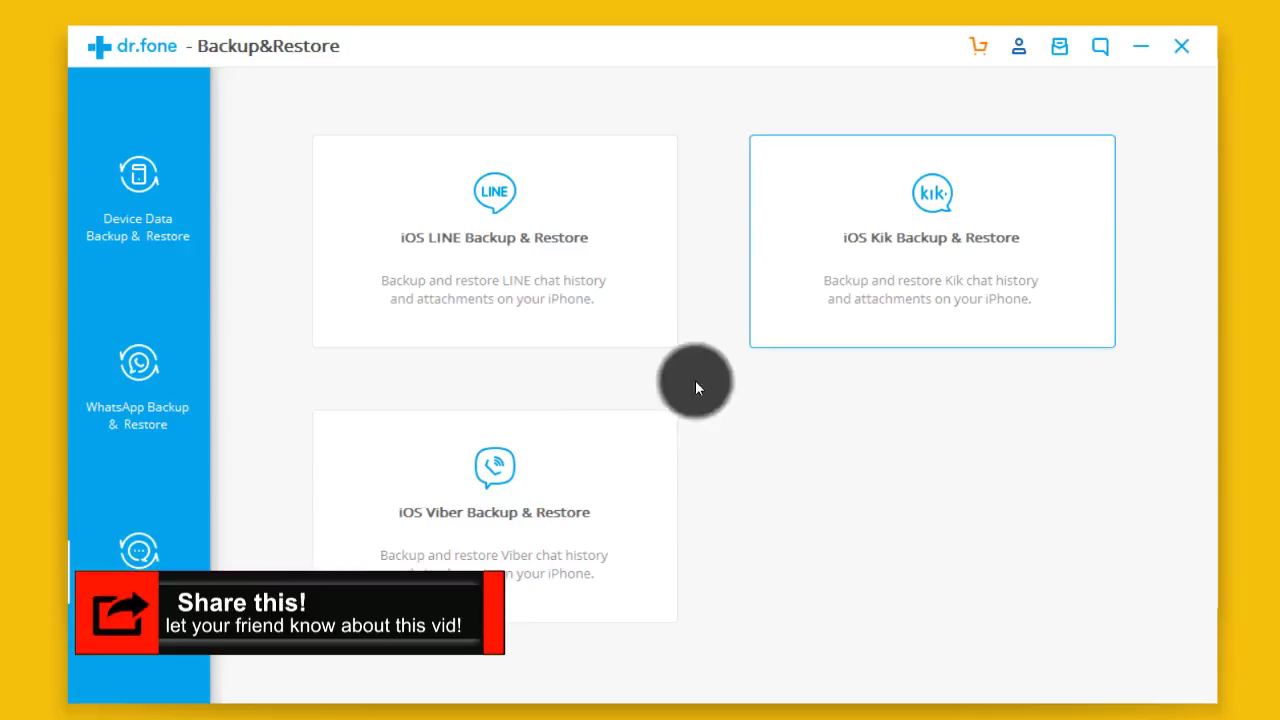 dr.fone - Backup&Restore
Device Data
Backup & Restore
WhatsApp Backup
& Restore
LINE
iOS LINE Backup & Restore
Backup and restore LINE chat history
and attachments on your iPhone.
kik
iOS Kik Backup & Restore
Backup and restore Kik chat history
and attachments on your iPhone.
iOS Viber Backup & Restore
Backup and restore Viber chat history
on your iPhone.
Share this!
let your friend know about this vid!